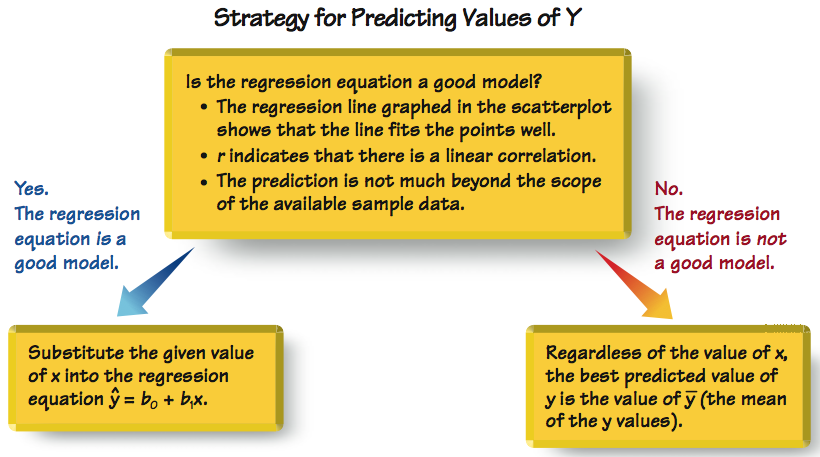 Strategy for Predicting Values of Y
Is the regression equation a good model?
• The regression line graphed in the scatterplot
shows that the line fits the points well.
• r indicates that there is a linear correlation.
• The prediction is not much beyond the scope
of the available sample data.
Yes.
The regression
equation is a
good model.
No.
The regression
equation is not
a good model.
Substitute the given value
of x into the regression
equation ŷ = b₀ + b₁x.
Regardless of the value of x,
the best predicted value of
y is the value of y̅ (the mean
of the y values).